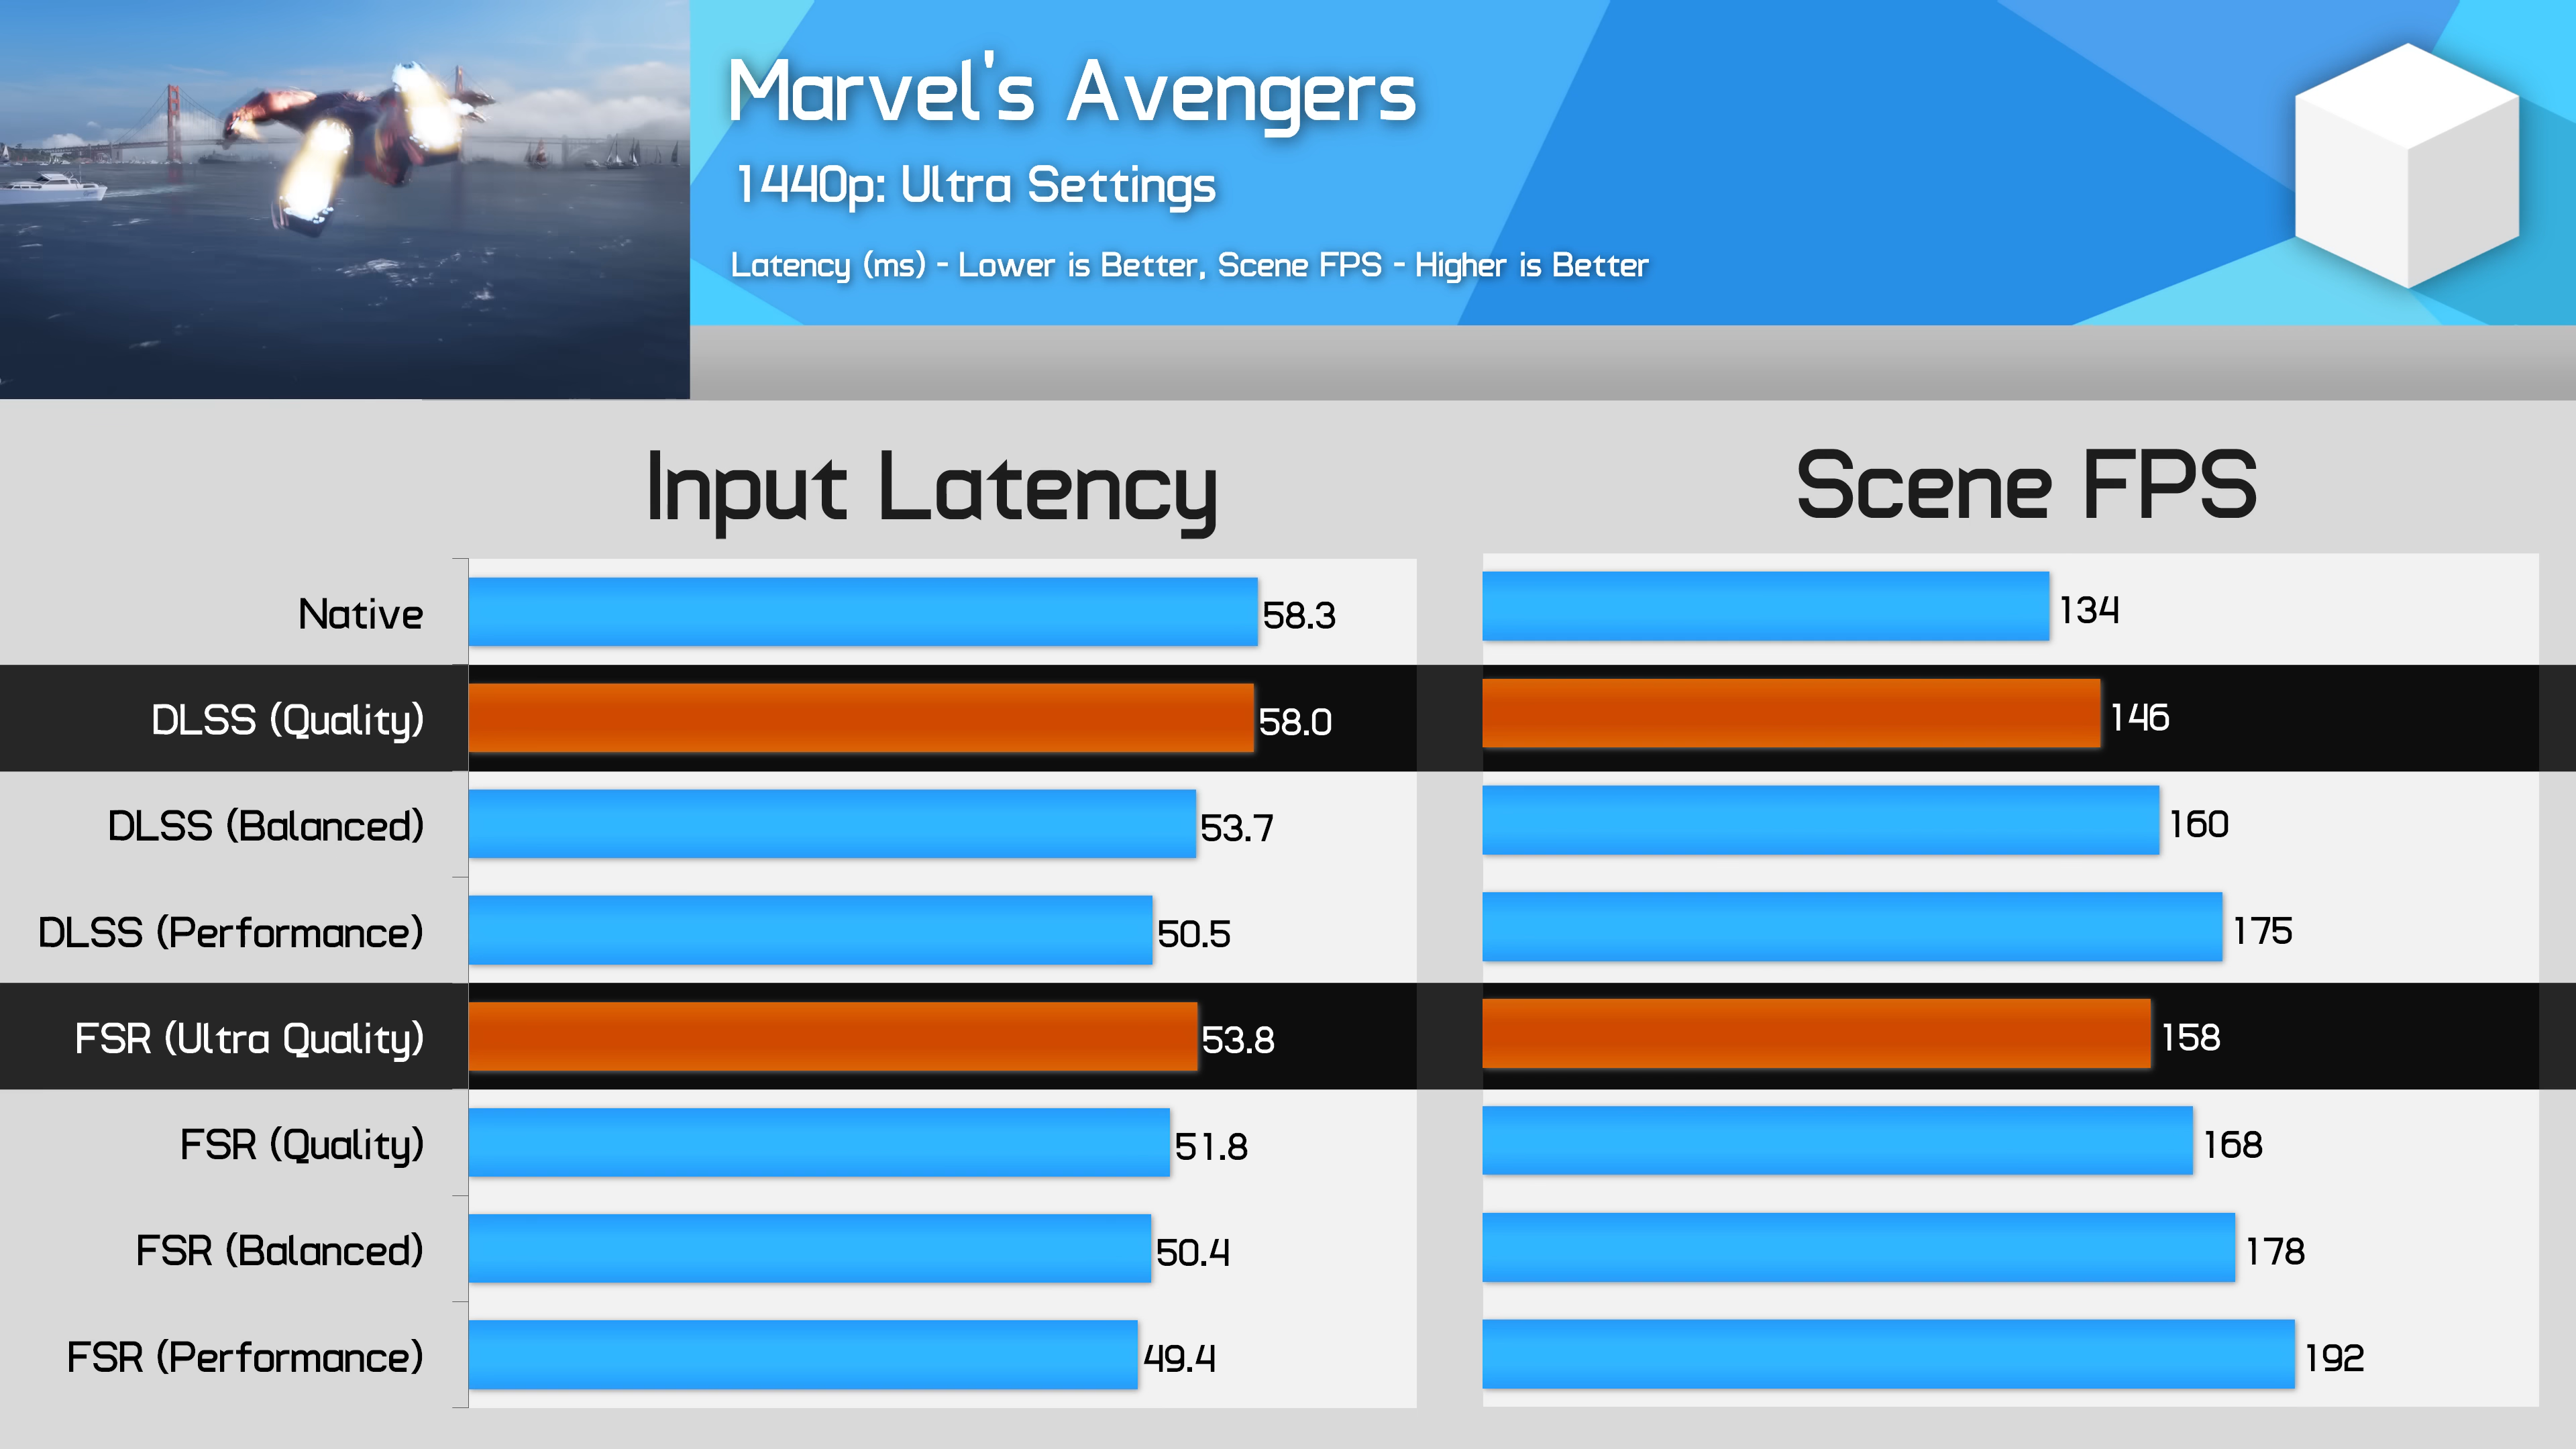 Marvel's Avengers
1440p: Ultra Settings
Latency (ms) - Lower is Better, Scene FPS - Higher is Better
Input Latency
Scene FPS
Native 58.3 134
DLSS (Quality) 58.0 146
DLSS (Balanced) 53.7 160
DLSS (Performance) 50.5 175
FSR (Ultra Quality) 53.8 158
FSR (Quality) 51.8 168
FSR (Balanced) 50.4 178
FSR (Performance) 49.4 192